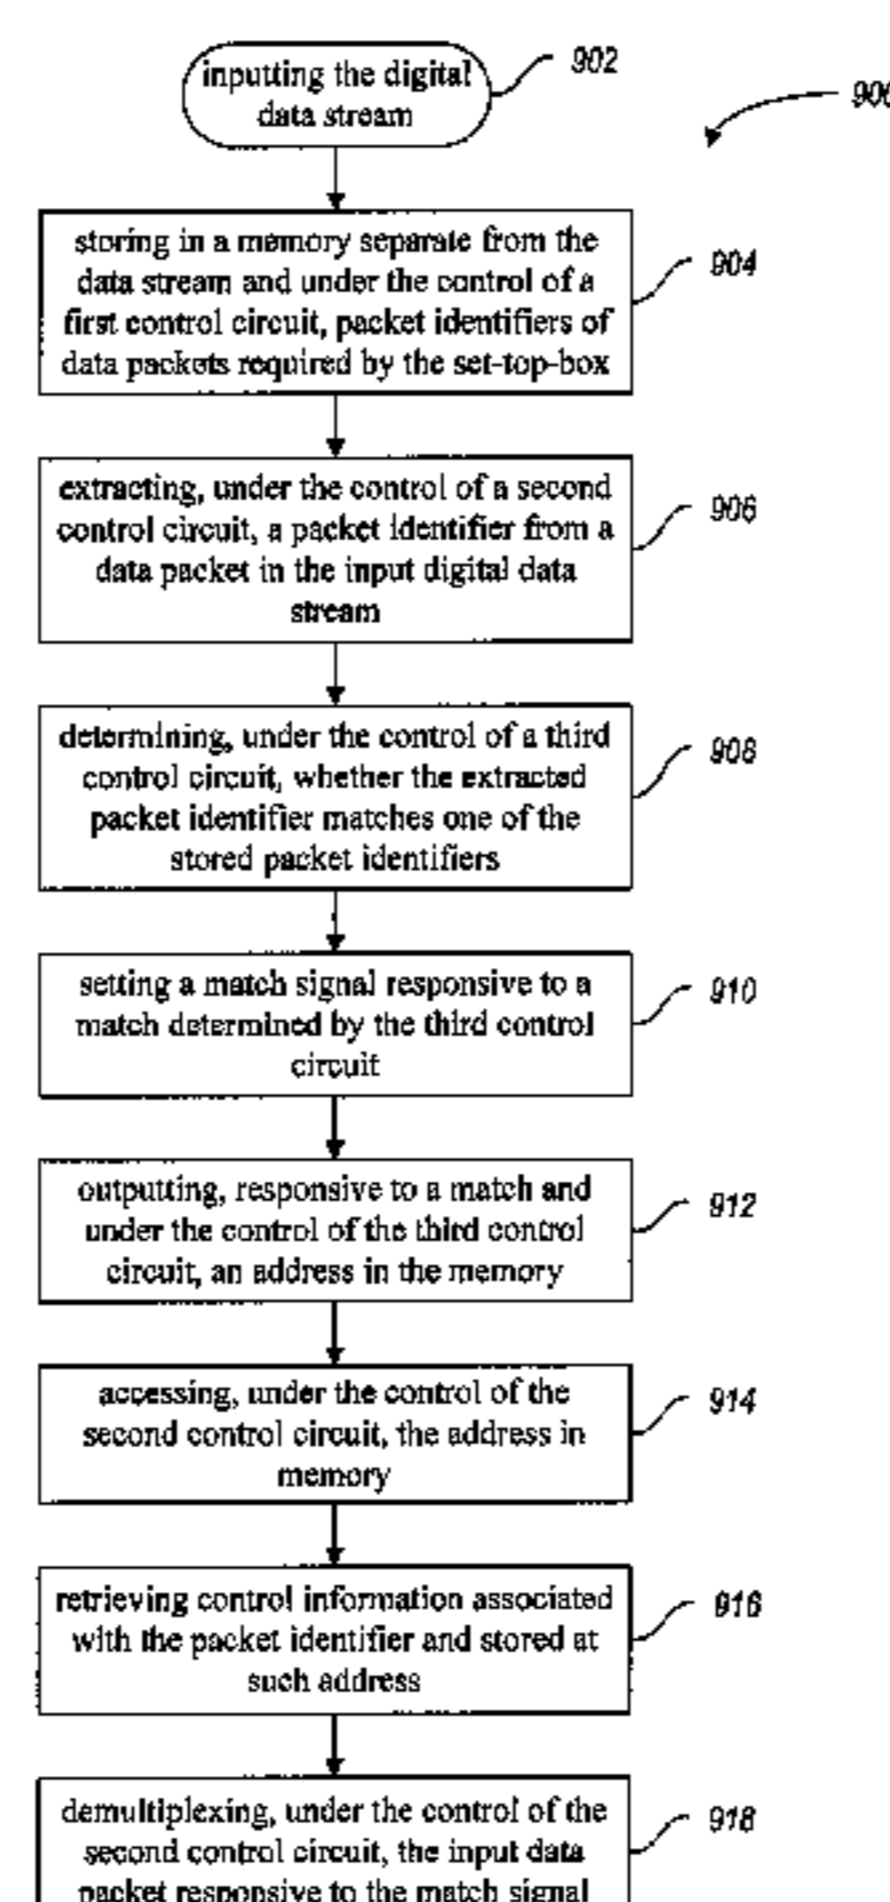 inputting the digital
data stream
902
900
storing in a memory separate from the
data stream and under the control of a
first control circuit, packet identifiers of
data packets required by the set-top-box
904
extracting, under the control of a second
control circuit, a packet identifier from a
data packet in the input digital data
stream
906
determining, under the control of a third
control circuit, whether the extracted
packet identifier matches one of the
stored packet identifiers
908
setting a match signal responsive to a
match determined by the third control
circuit
910
outputting, responsive to a match and
under the control of the third control
circuit, an address in the memory
912
accessing, under the control of the
second control circuit, the address in
memory
914
retrieving control information associated
with the packet identifier and stored at
such address
916
demultiplexing, under the control of the
second control circuit, the input data
packet responsive to the match signal
918